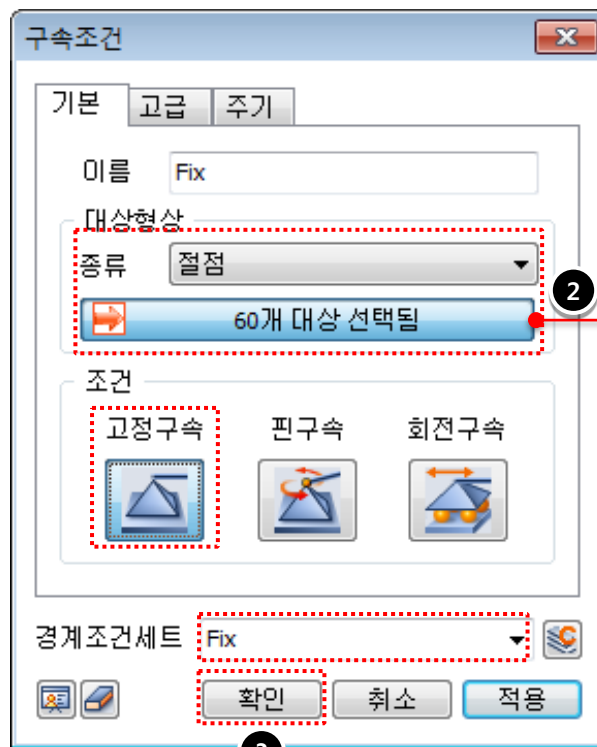 구속조건
기본 고급 주기
이름 Fix
대상형상
종류 절점
2
60개 대상 선택됨
조건
고정구속 핀구속 회전구속
경계조건세트 Fix
확인 취소 적용